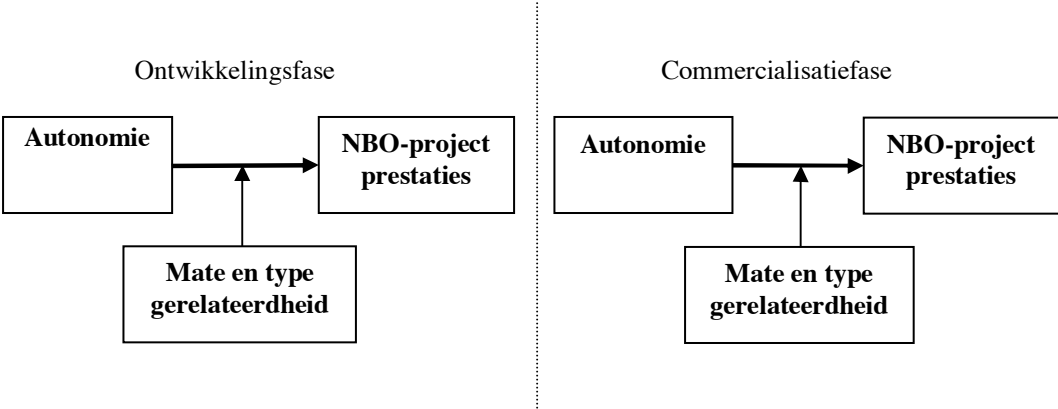 Ontwikkelingsfase
Autonomie
NBO-project
prestaties
Mate en type
gerelateerdheid
Commercialisatiefase
Autonomie
NBO-project
prestaties
Mate en type
gerelateerdheid